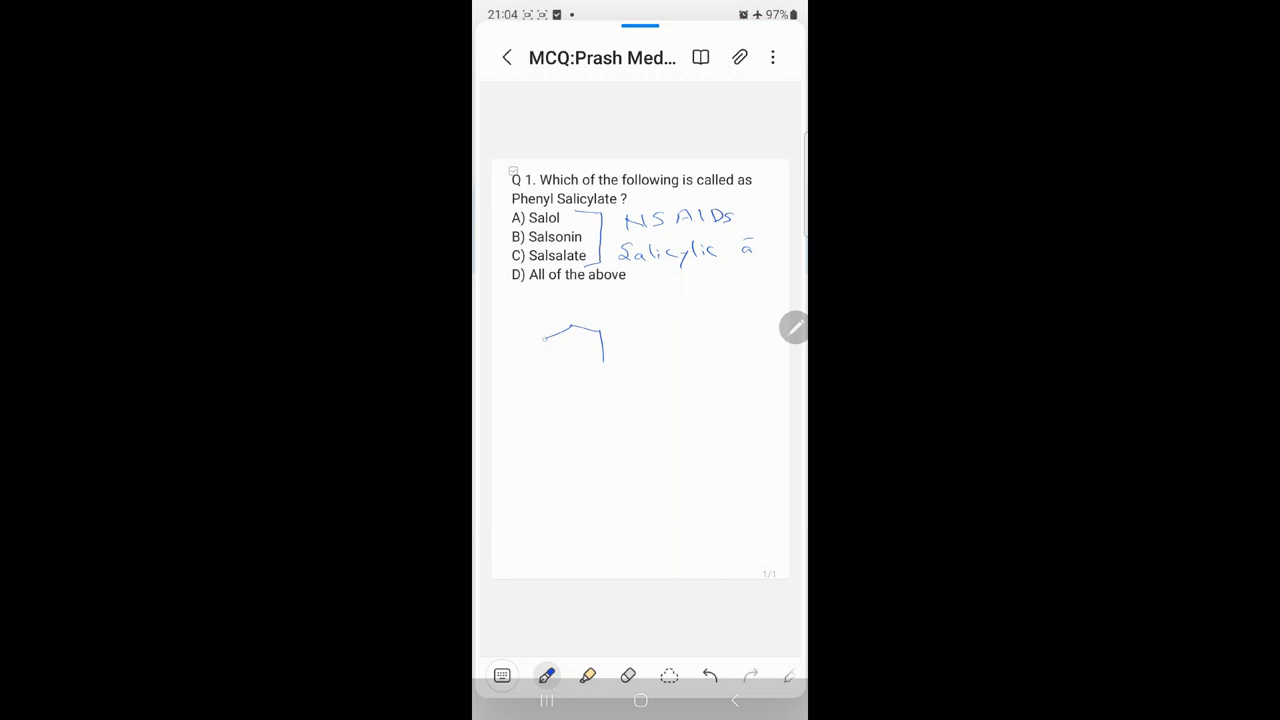 21:04
97%
MCQ:Prash Med...
Q 1. Which of the following is called as
Phenyl Salicylate ?
A) Salol
B) Salsonin
C) Salsalate
D) All of the above
NSAIDs
Salicylic ā
1/1